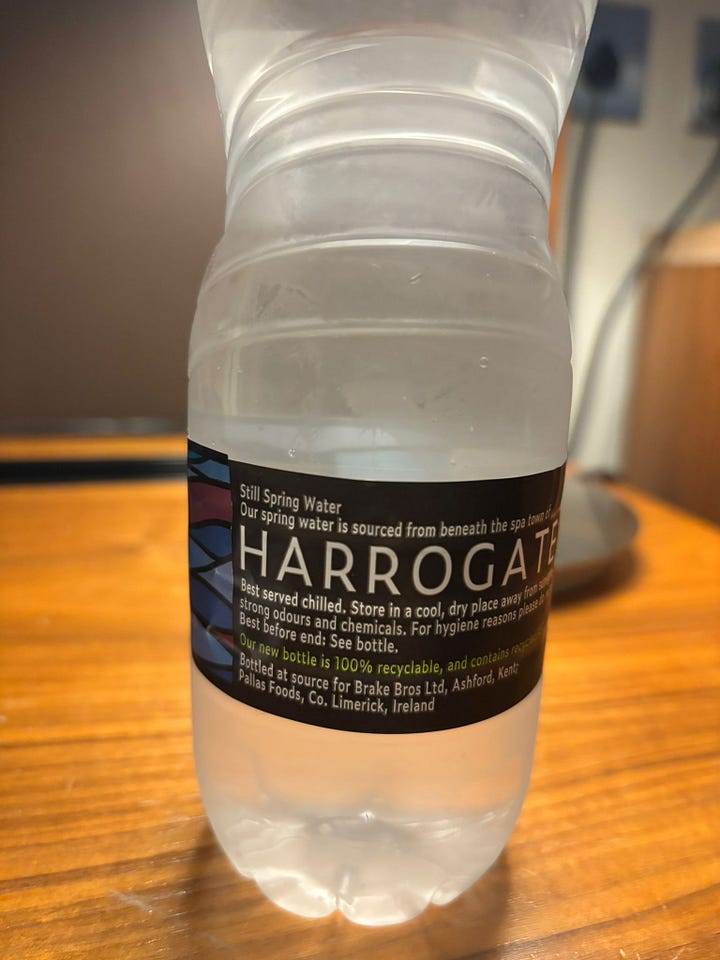 Still Spring Water
Our spring water is sourced from beneath the spa town of
HARROGATE
Best served chilled. Store in a cool, dry place away from
strong odours and chemicals. For hygiene reasons please
Best before end: See bottle.
Our new bottle is 100% recyclable, and contains
Bottled at source for Brake Bros Ltd, Ashford, Kent;
Pallas Foods, Co. Limerick, Ireland